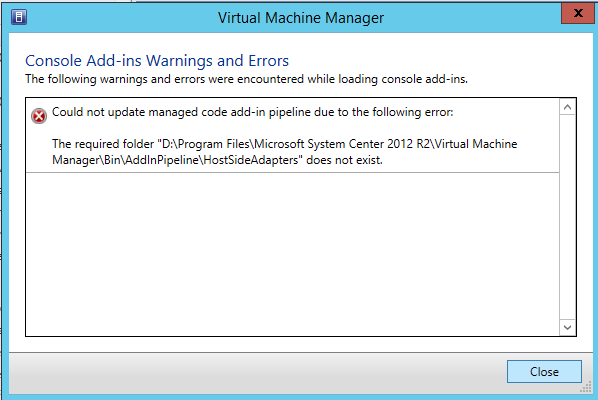 Virtual Machine Manager
x
Console Add-ins Warnings and Errors
The following warnings and errors were encountered while loading console add-ins.
Could not update managed code add-in pipeline due to the following error:
The required folder "D:\Program Files\Microsoft System Center 2012 R2\Virtual Machine
Manager\Bin\AddInPipeline\HostSideAdapters" does not exist.
Close